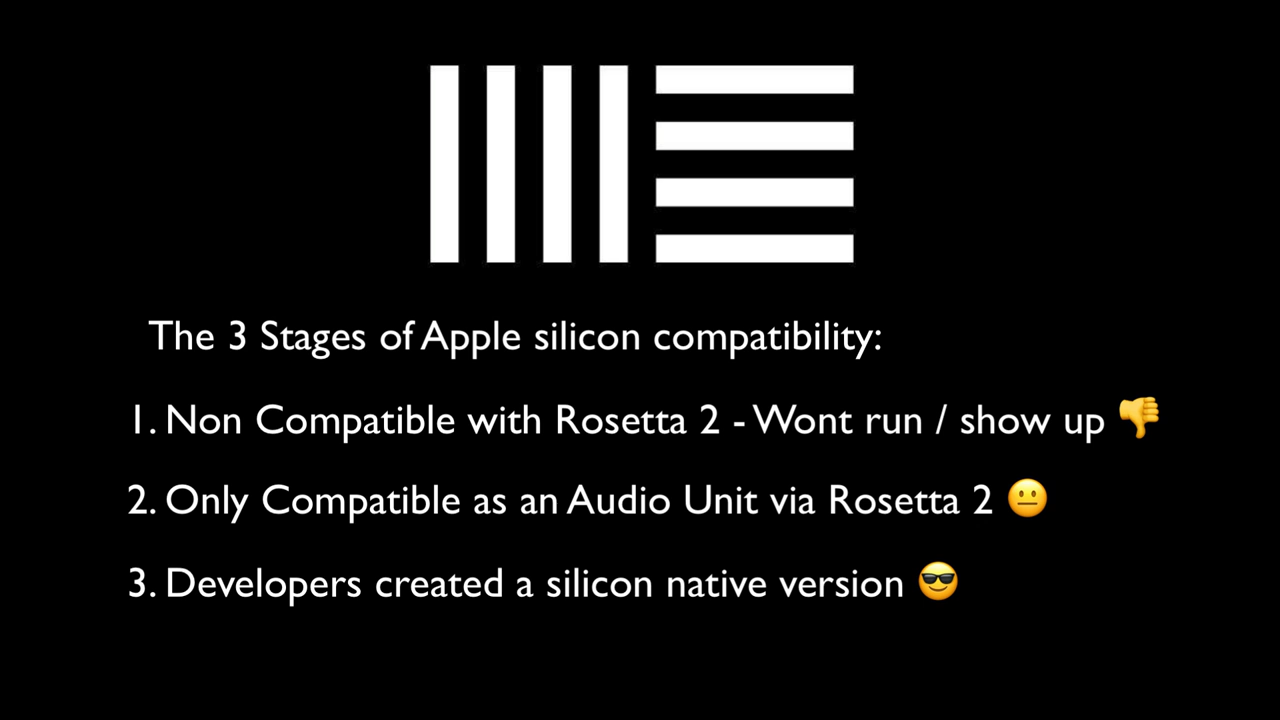 The 3 Stages of Apple silicon compatibility:
1. Non Compatible with Rosetta 2 - Wont run / show up 👎
2. Only Compatible as an Audio Unit via Rosetta 2 😐
3. Developers created a silicon native version 😎